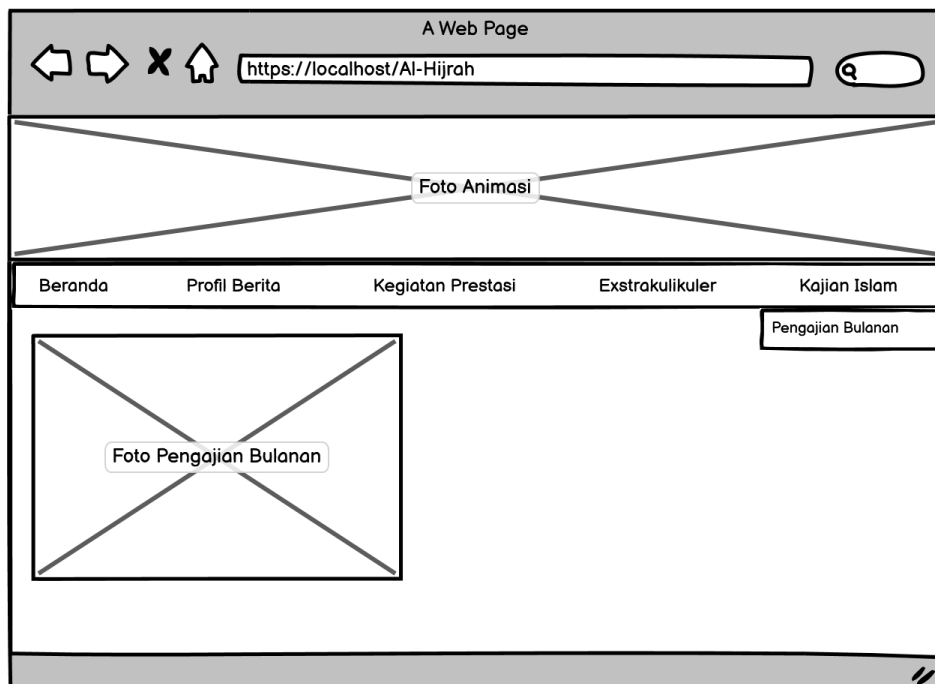 A Web Page
https://localhost/Al-Hijrah
Foto Animasi
Beranda Profil Berita Kegiatan Prestasi Exstrakulikuler Kajian Islam
Pengajian Bulanan
Foto Pengajian Bulanan